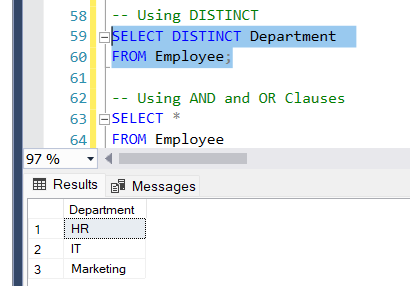 58 -- Using DISTINCT
59 SELECT DISTINCT Department
60 FROM Employee;
61
62 -- Using AND and OR Clauses
63 SELECT *
64 FROM Employee
97 %
Results Messages
Department
1 HR
2 IT
3 Marketing